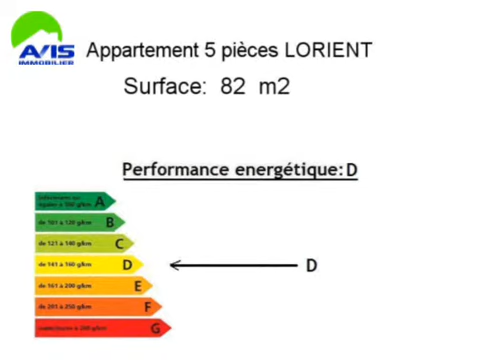 AVIS
IMMOBILIER
Appartement 5 pièces LORIENT
Surface: 82 m2
Performance energétique: D
A
de 101 à 120 g/km B
de 121 à 140 g/km C
de 141 à 160 g/km D
D
de 161 à 200 g/km E
de 201 à 250 g/km F
G